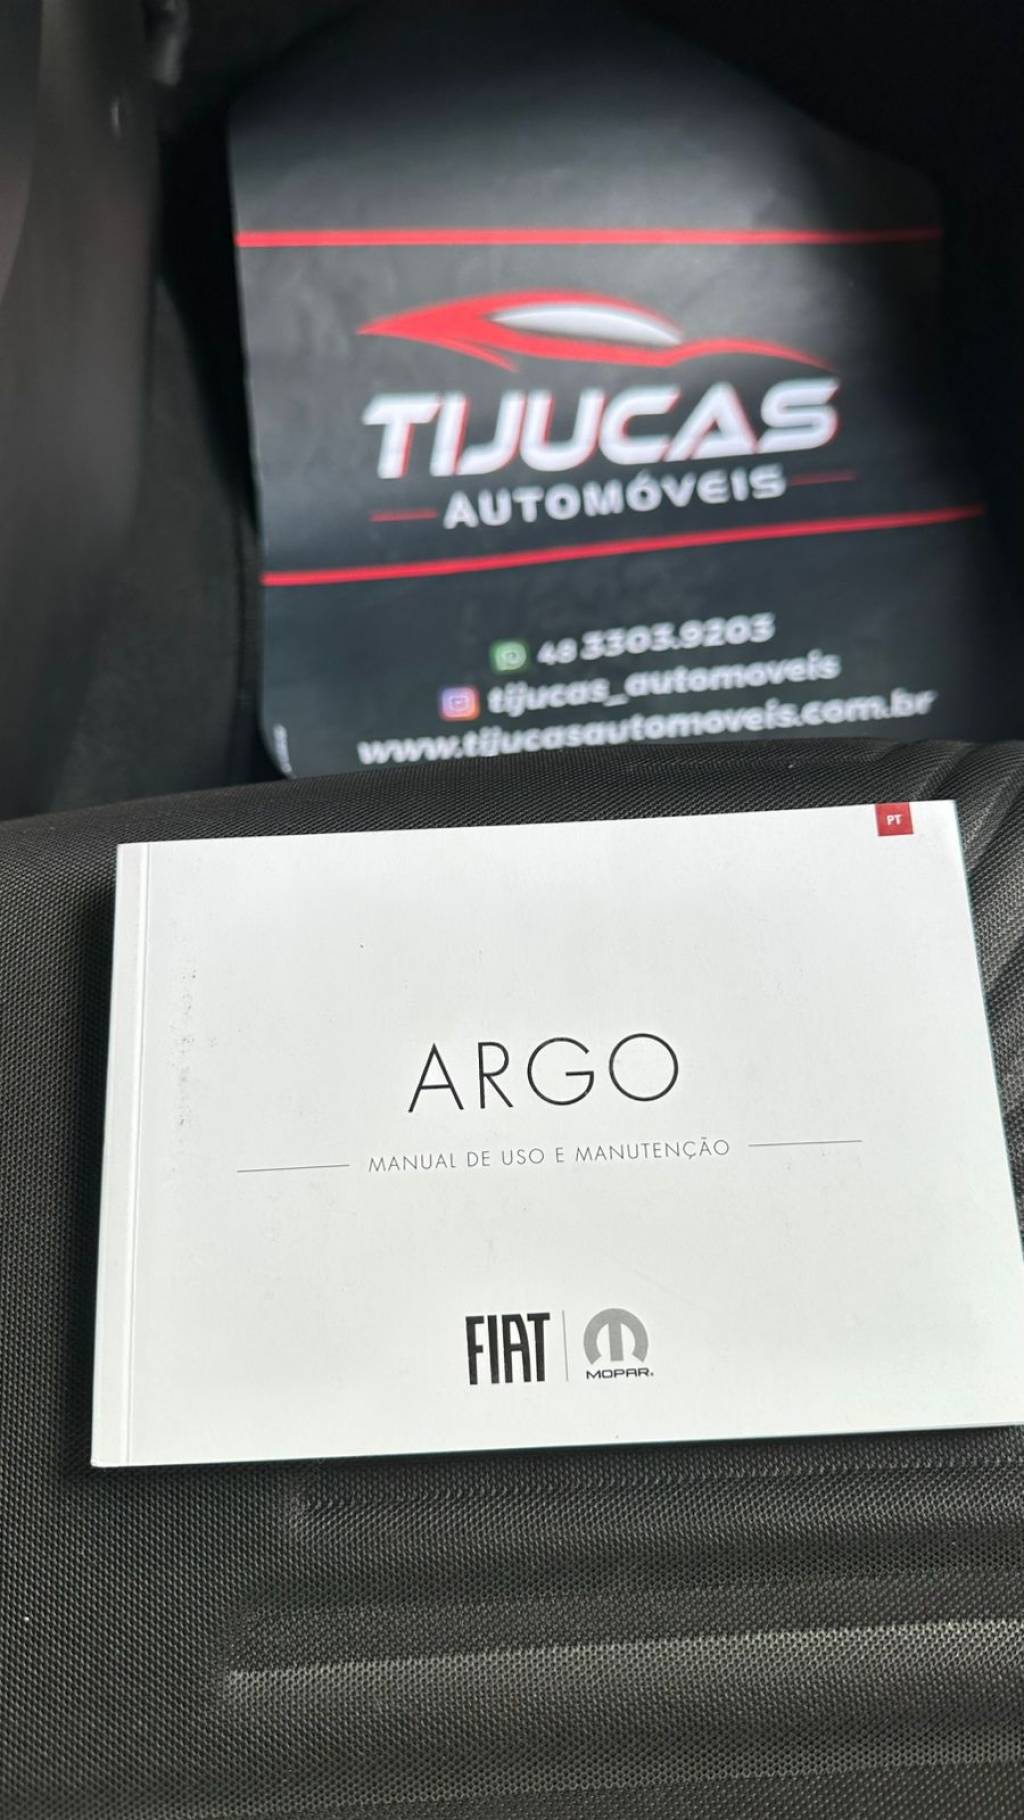 TIJUCAS
AUTOMÓVEIS
48 3303.9203
tijucas_automoveis
www.tijucasautomoveis.com.br
PT
ARGO
MANUAL DE USO E MANUTENÇÃO
FIAT
MOPAR.